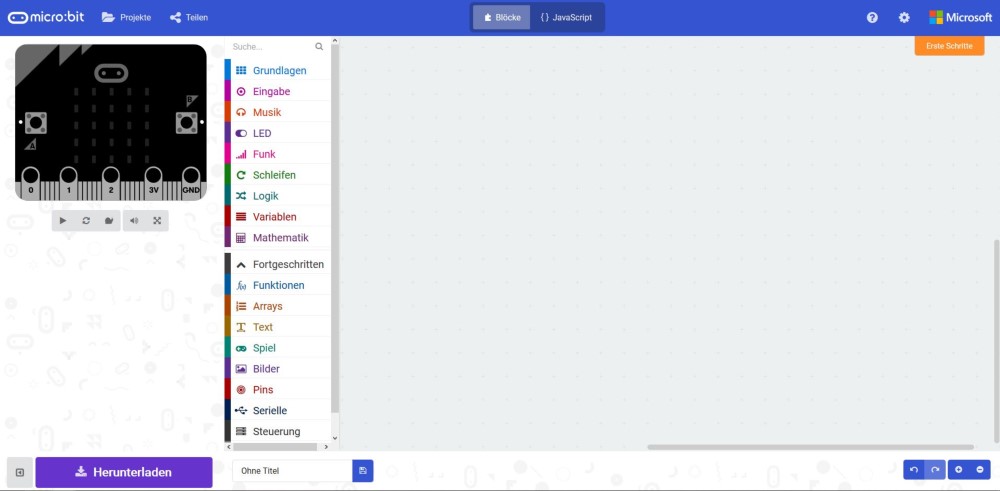 micro:bit Projekte Teilen Blöcke {} JavaScript ? Microsoft
Erste Schritte
Suche...
Grundlagen
Eingabe
Musik
LED
Funk
Schleifen
Logik
Variablen
Mathematik
Fortgeschritten
f(x) Funktionen
Arrays
Text
Spiel
Bilder
Pins
Serielle
Steuerung
B
A
0 1 2 3V GND
Herunterladen
Ohne Titel